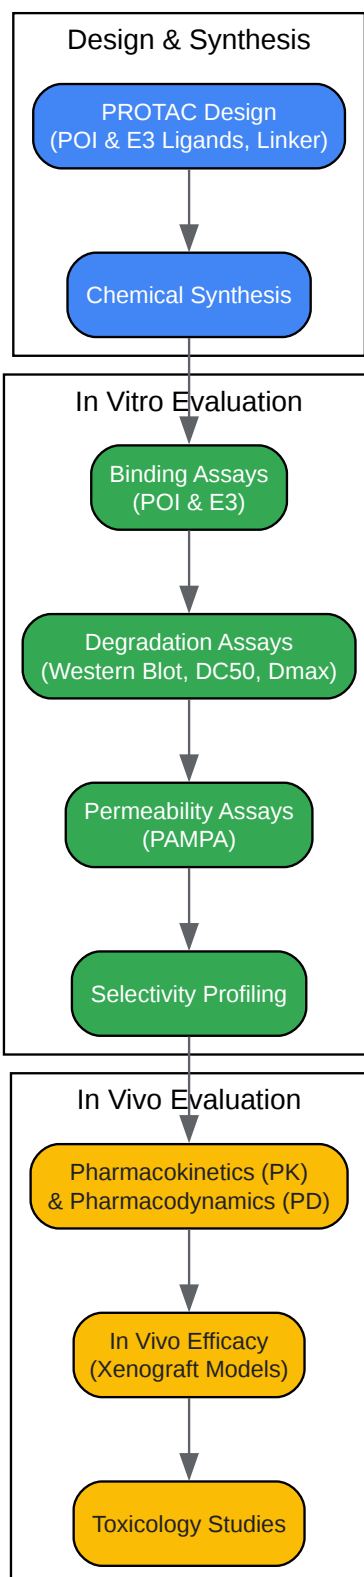 Design & Synthesis
PROTAC Design
(POI & E3 Ligands, Linker)
Chemical Synthesis
In Vitro Evaluation
Binding Assays
(POI & E3)
Degradation Assays
(Western Blot, DC50, Dmax)
Permeability Assays
(PAMPA)
Selectivity Profiling
In Vivo Evaluation
Pharmacokinetics (PK)
& Pharmacodynamics (PD)
In Vivo Efficacy
(Xenograft Models)
Toxicology Studies